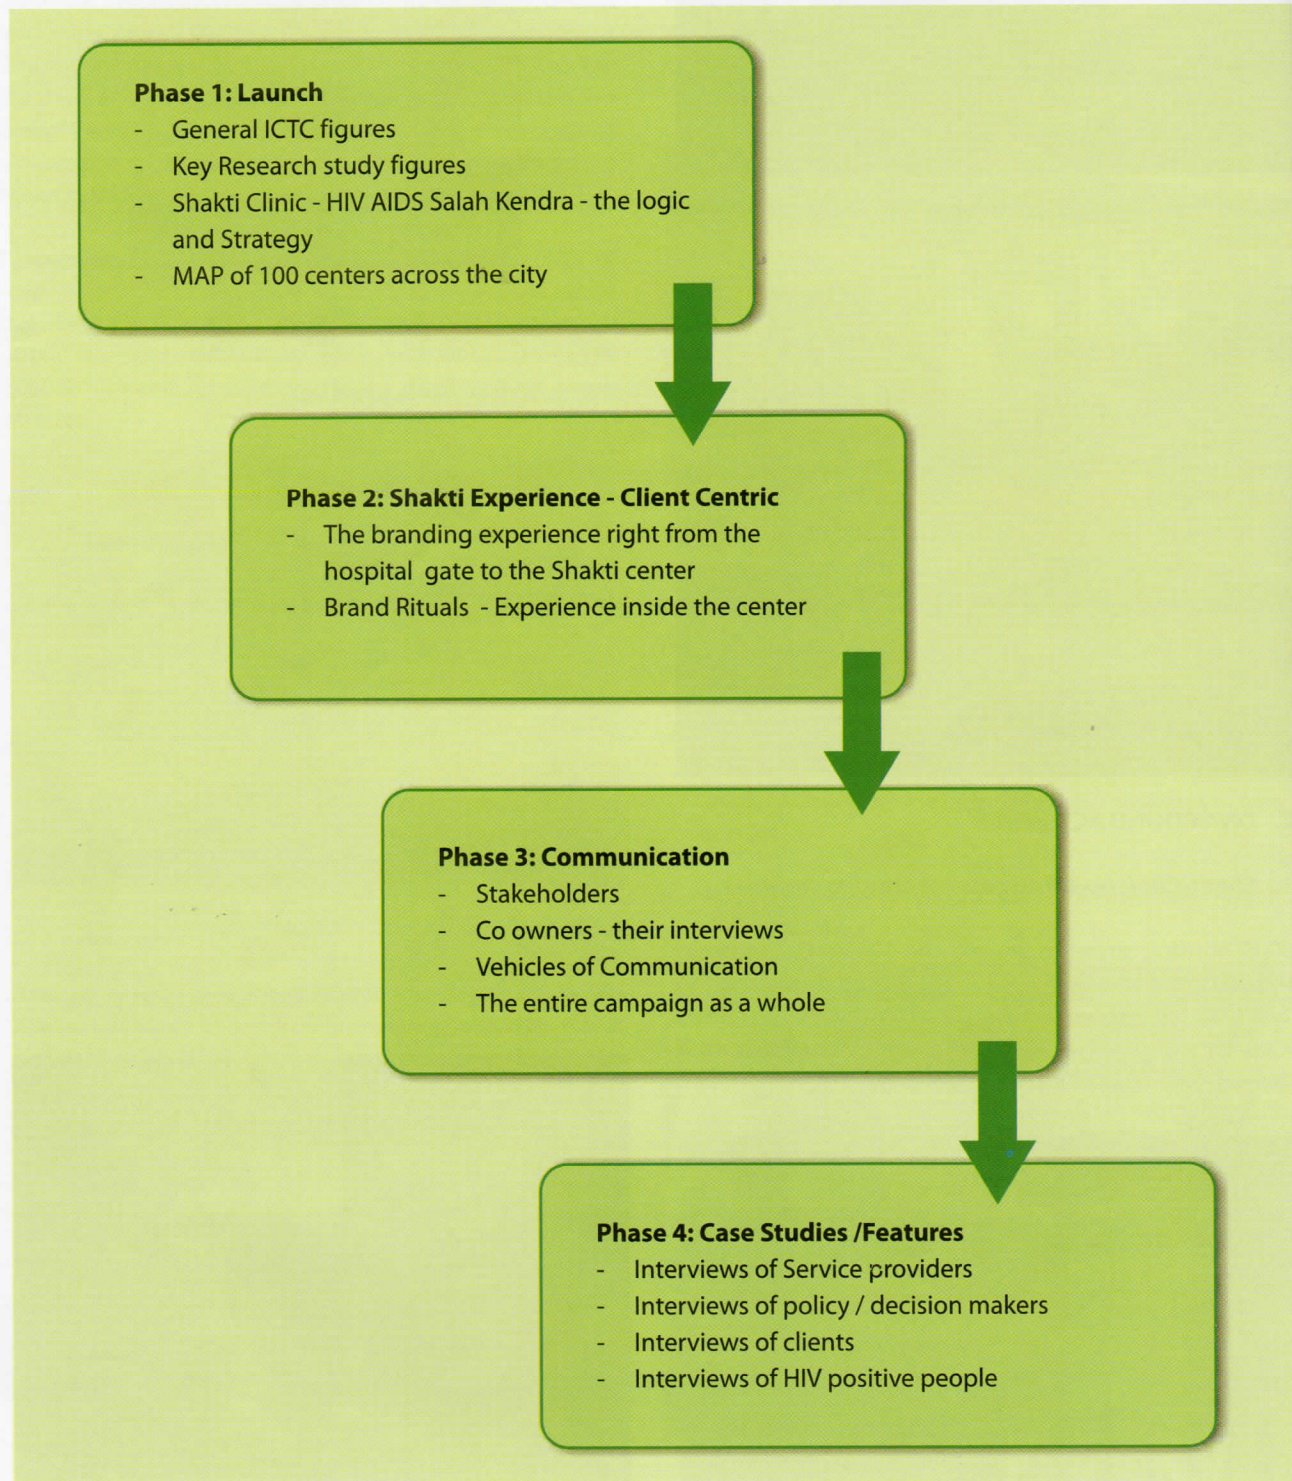 Phase 1: Launch
- General ICTC figures
- Key Research study figures
- Shakti Clinic - HIV AIDS Salah Kendra - the logic
and Strategy
- MAP of 100 centers across the city
Phase 2: Shakti Experience - Client Centric
- The branding experience right from the
hospital gate to the Shakti center
- Brand Rituals - Experience inside the center
Phase 3: Communication
- Stakeholders
- Co owners - their interviews
- Vehicles of Communication
- The entire campaign as a whole
Phase 4: Case Studies /Features
- Interviews of Service providers
- Interviews of policy / decision makers
- Interviews of clients
- Interviews of HIV positive people